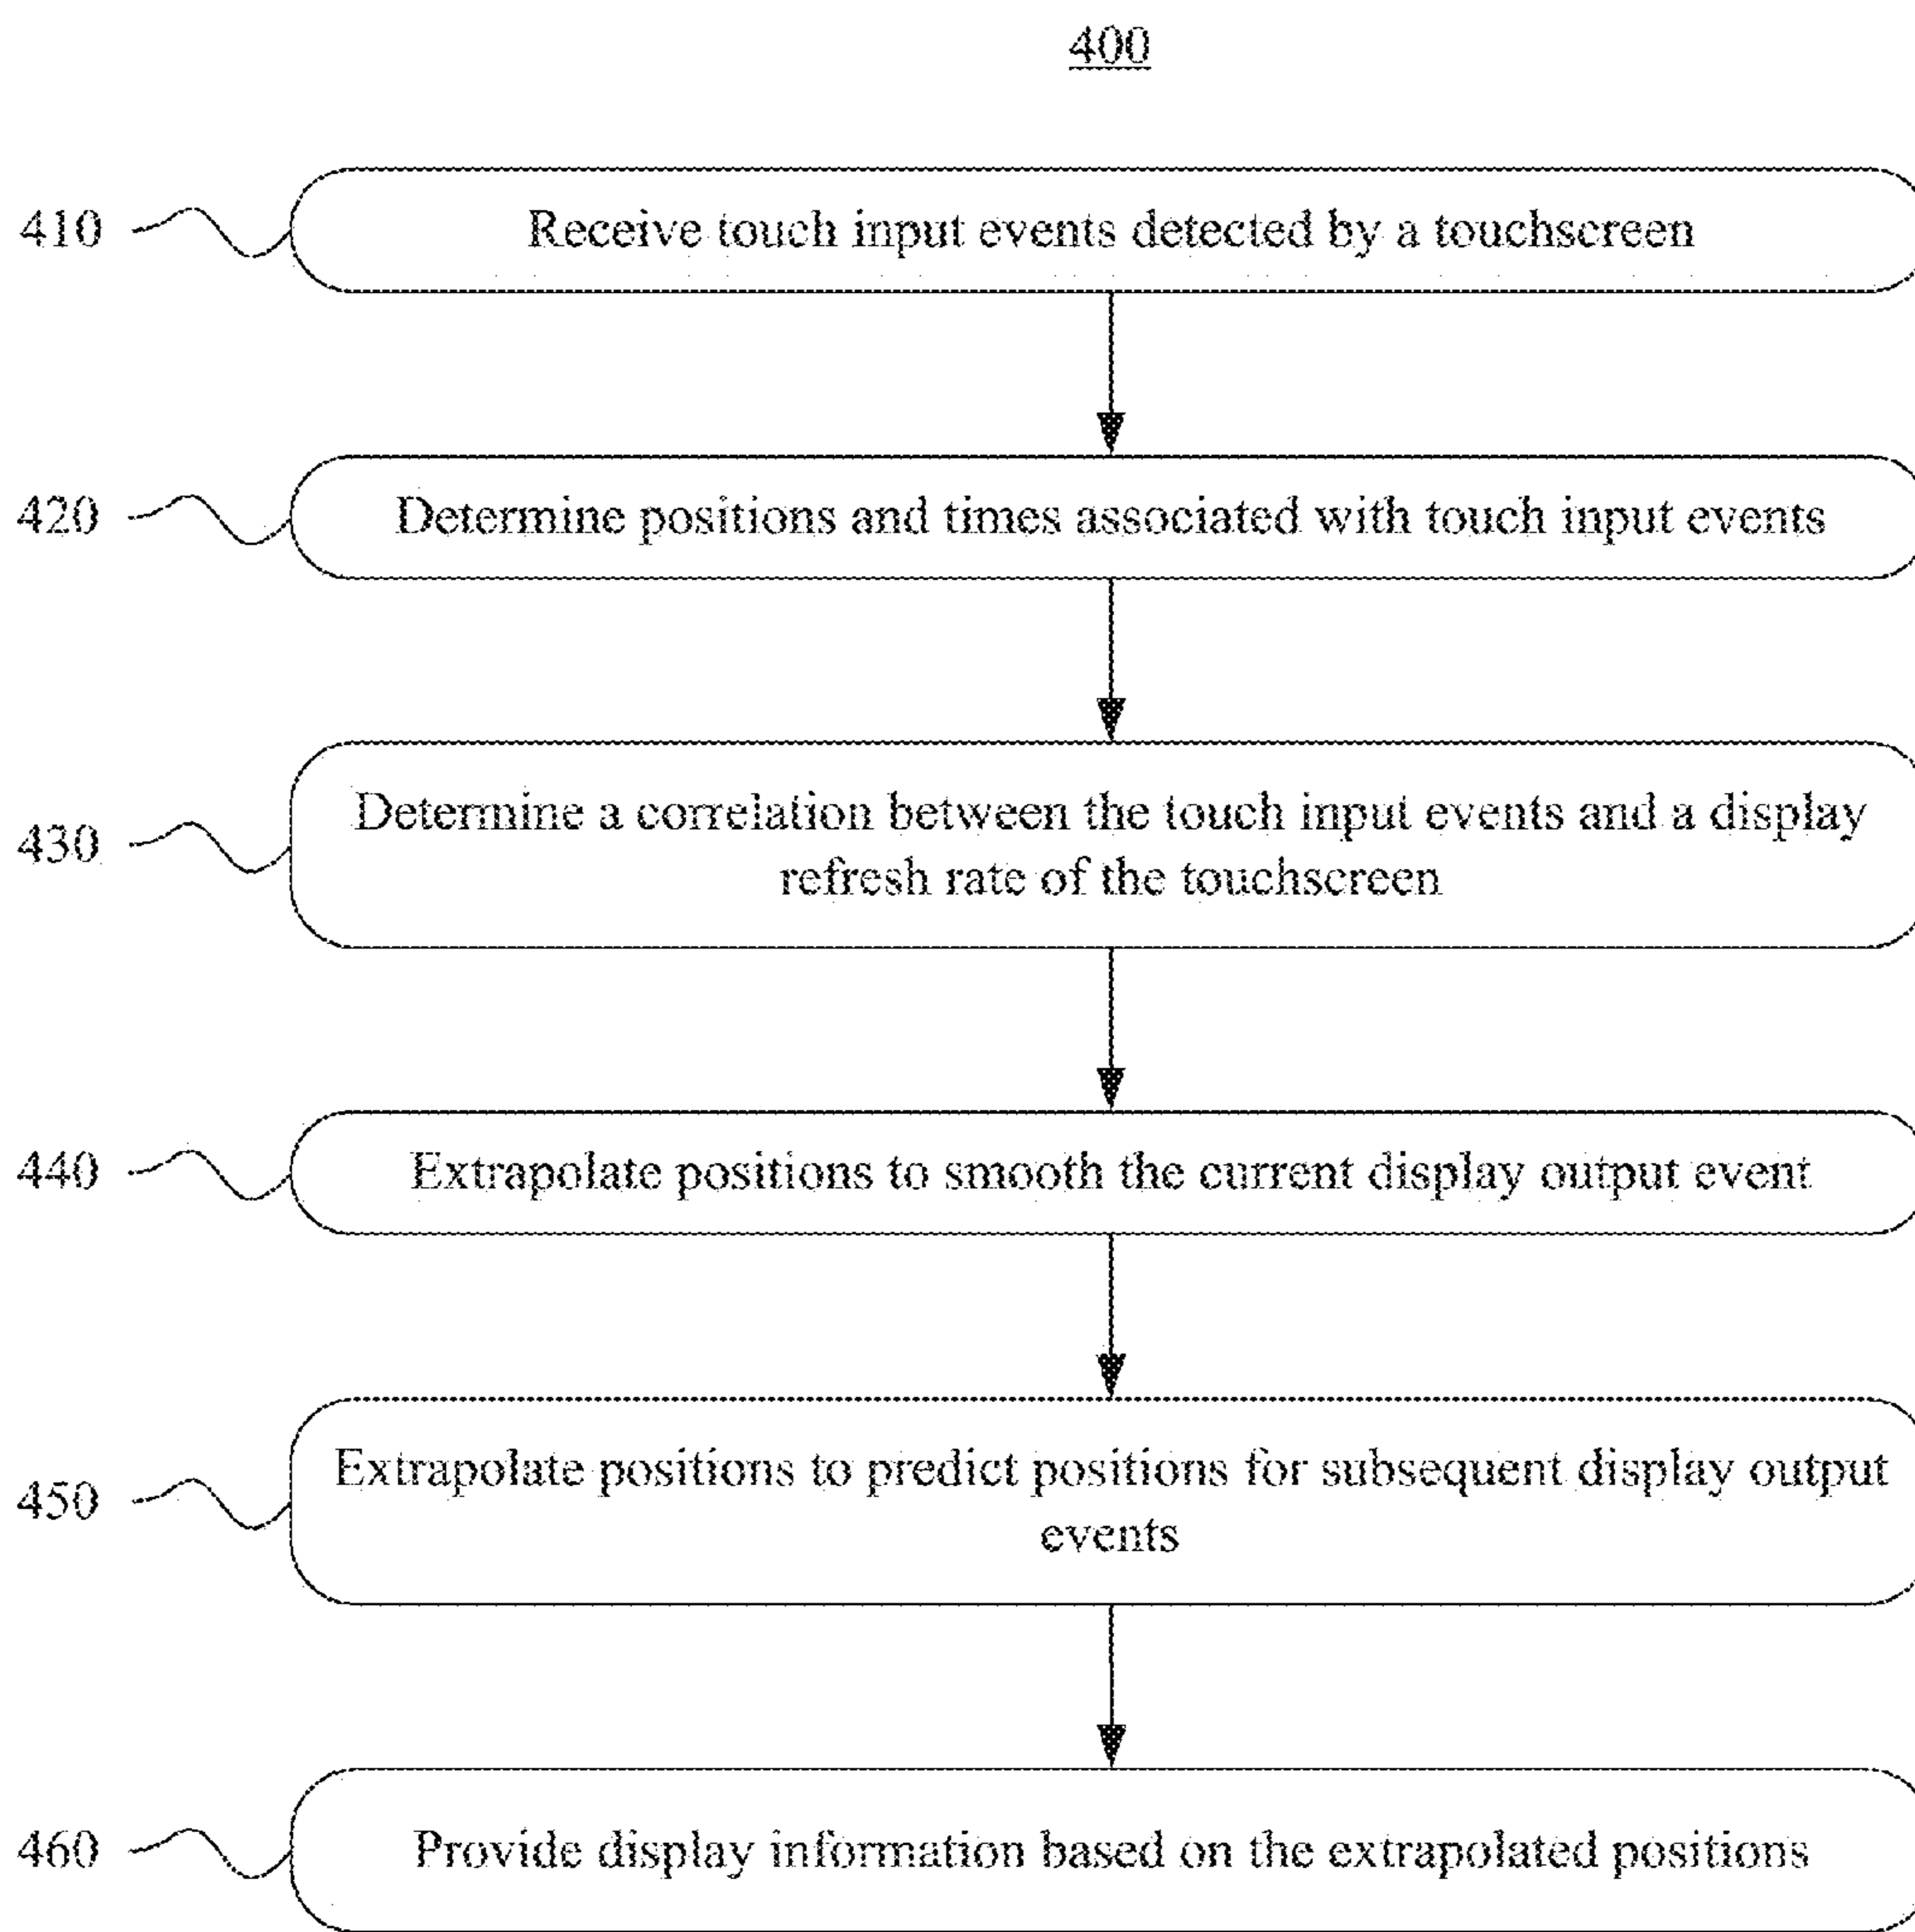 400
410
Receive touch input events detected by a touchscreen
420
Determine positions and times associated with touch input events
430
Determine a correlation between the touch input events and a display
refresh rate of the touchscreen
440
Extrapolate positions to smooth the current display output event
450
Extrapolate positions to predict positions for subsequent display output
events
460
Provide display information based on the extrapolated positions